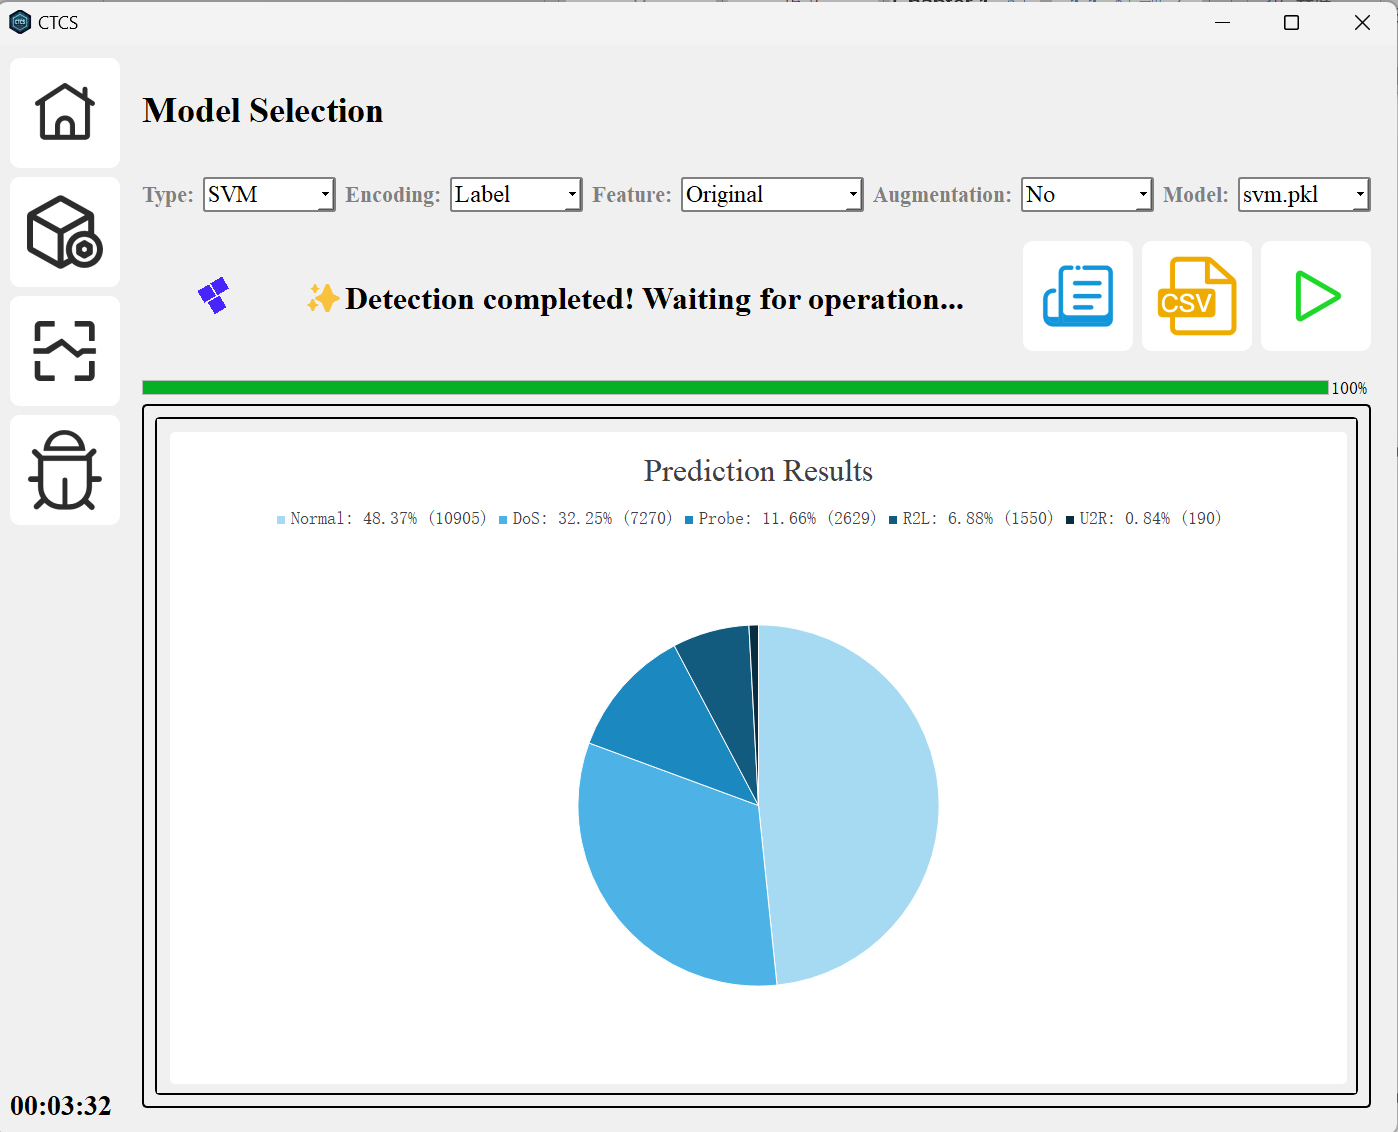 CTCS
Model Selection
Type: SVM Encoding: Label Feature: Original Augmentation: No Model: svm.pkl
✨Detection completed! Waiting for operation...
CSV
100%
Prediction Results
Normal: 48.37% (10905) DoS: 32.25% (7270) Probe: 11.66% (2629) R2L: 6.88% (1550) U2R: 0.84% (190)
00:03:32